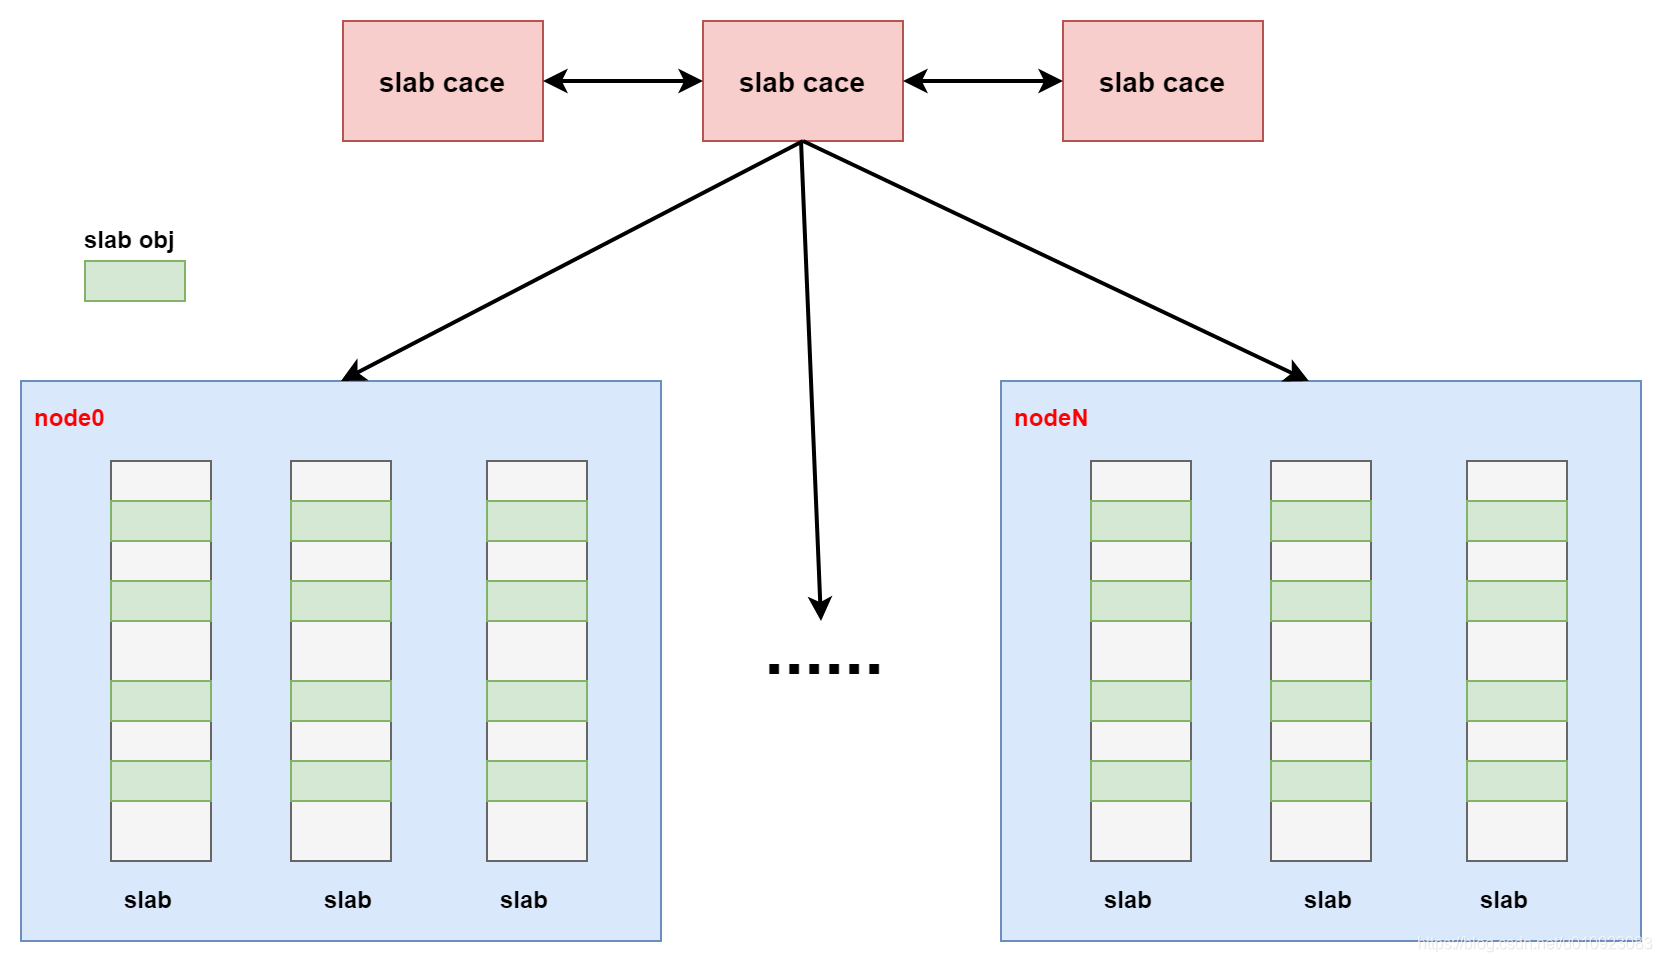 slab cace
slab cace
slab cace
slab obj
node0
nodeN
......
slab
slab
slab
slab
slab
slab
https://blog.csdn.net/u010923083